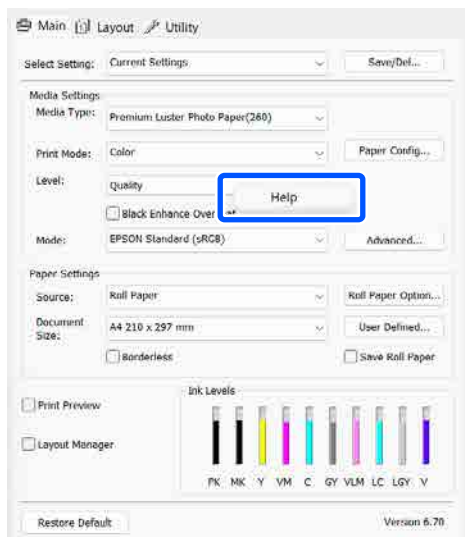 Main Layout Utility
Select Setting: Current Settings Save/Del...
Media Settings
Media Type: Premium Luster Photo Paper(260)
Print Mode: Color Paper Config...
Level: Quality
Help
Black Enhance Over
Mode: EPSON Standard (sRGB) Advanced...
Paper Settings
Source: Roll Paper Roll Paper Option...
Document Size: A4 210 x 297 mm User Defined...
Borderless Save Roll Paper
Ink Levels
Print Preview
Layout Manager
PK MK Y VM C GY VLM LC LGY V
Restore Default Version 6.70